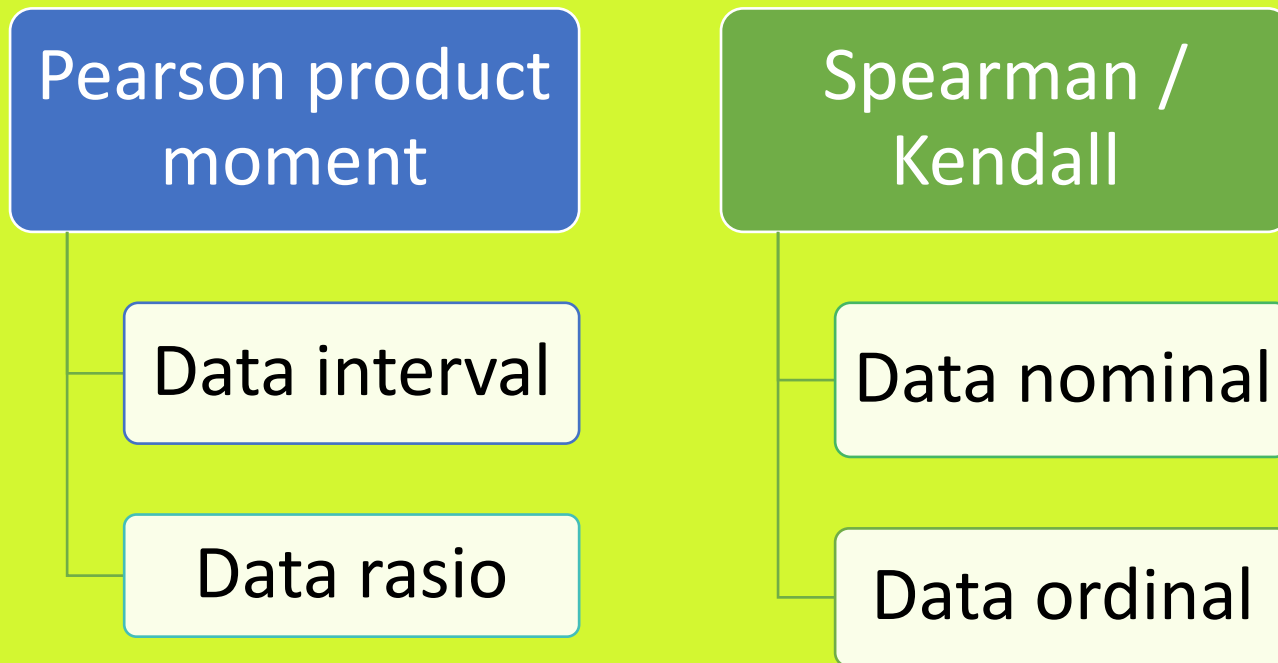 Pearson product
moment
Data interval
Data rasio
Spearman /
Kendall
Data nominal
Data ordinal